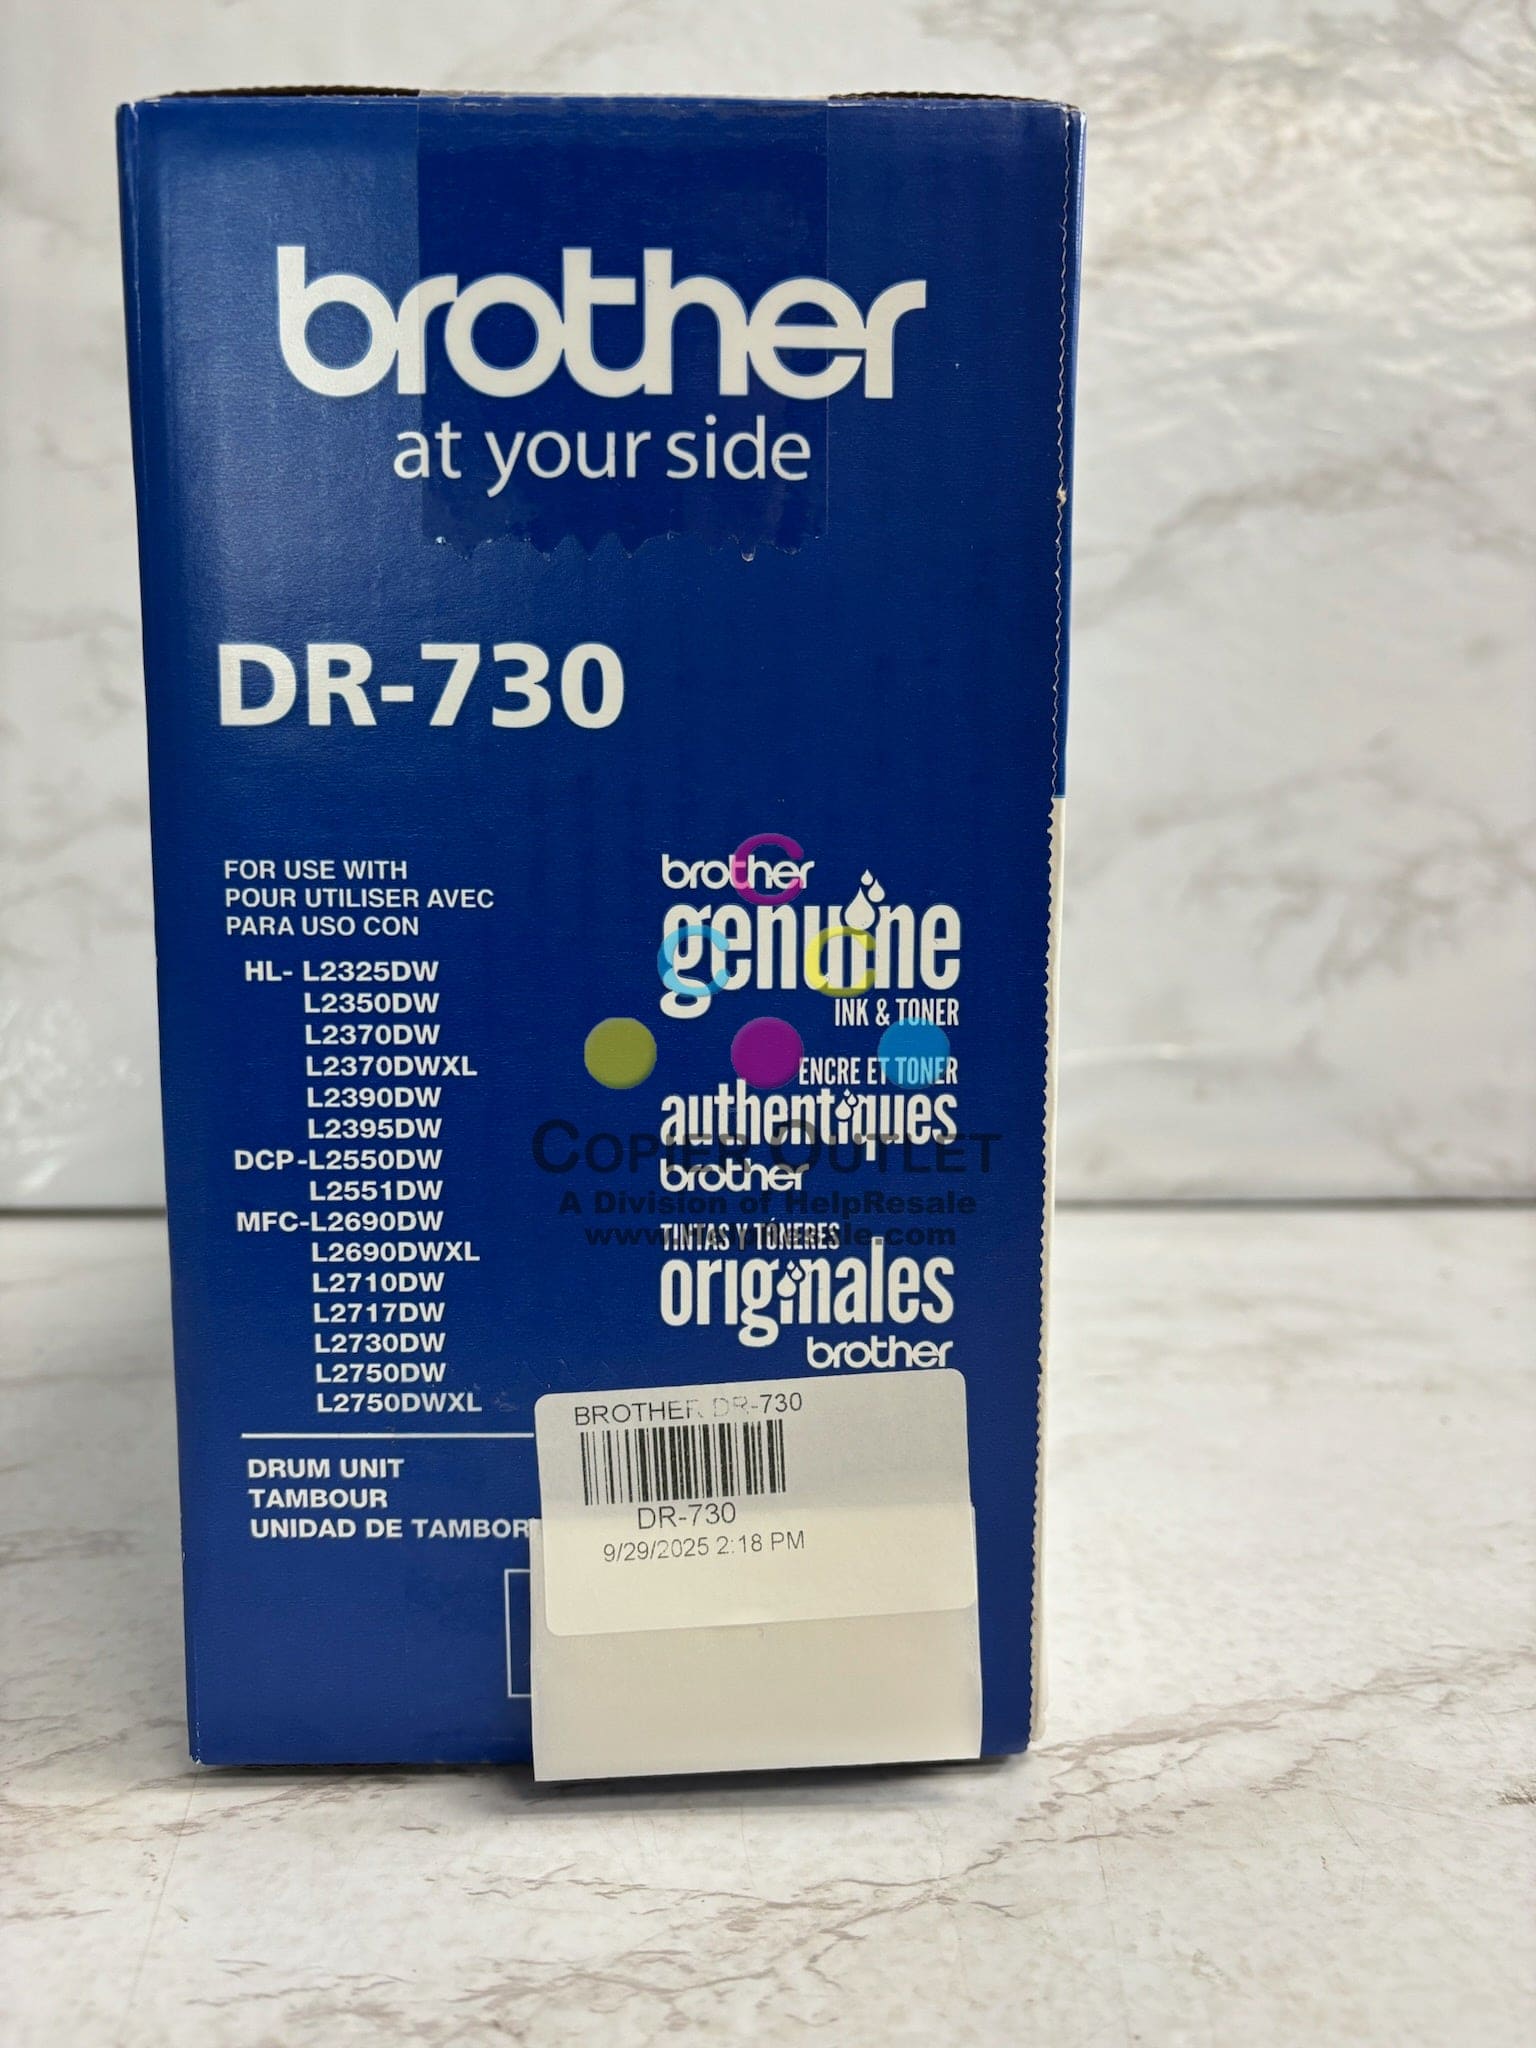 brother
at your side
DR-730
FOR USE WITH
POUR UTILISER AVEC
PARA USO CON
HL- L2325DW
L2350DW
L2370DW
L2370DWXL
L2390DW
L2395DW
DCP-L2550DW
L2551DW
MFC-L2690DW
L2690DWXL
L2710DW
L2717DW
L2730DW
L2750DW
L2750DWXL
DRUM UNIT
TAMBOUR
UNIDAD DE TAMBOR
brother
genuine
INK & TONER
ENCRE ET TONER
authentiques
brother
TINTAS Y TÓNERES
originales
brother
C
C C
COPIER OUTLET
A Division of HelpResale
www.HelpResale.com
BROTHER DR-730
DR-730
9/29/2025 2:18 PM